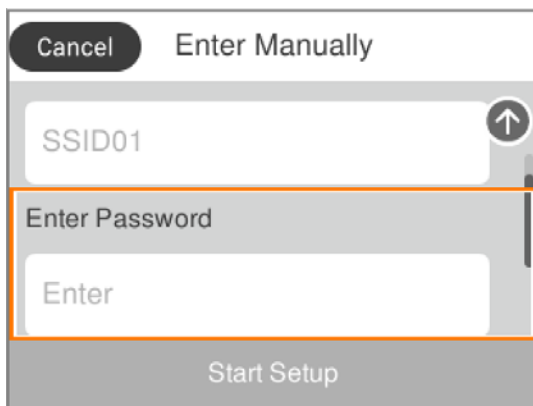 Cancel Enter Manually
SSID01
Enter Password
Enter
Start Setup